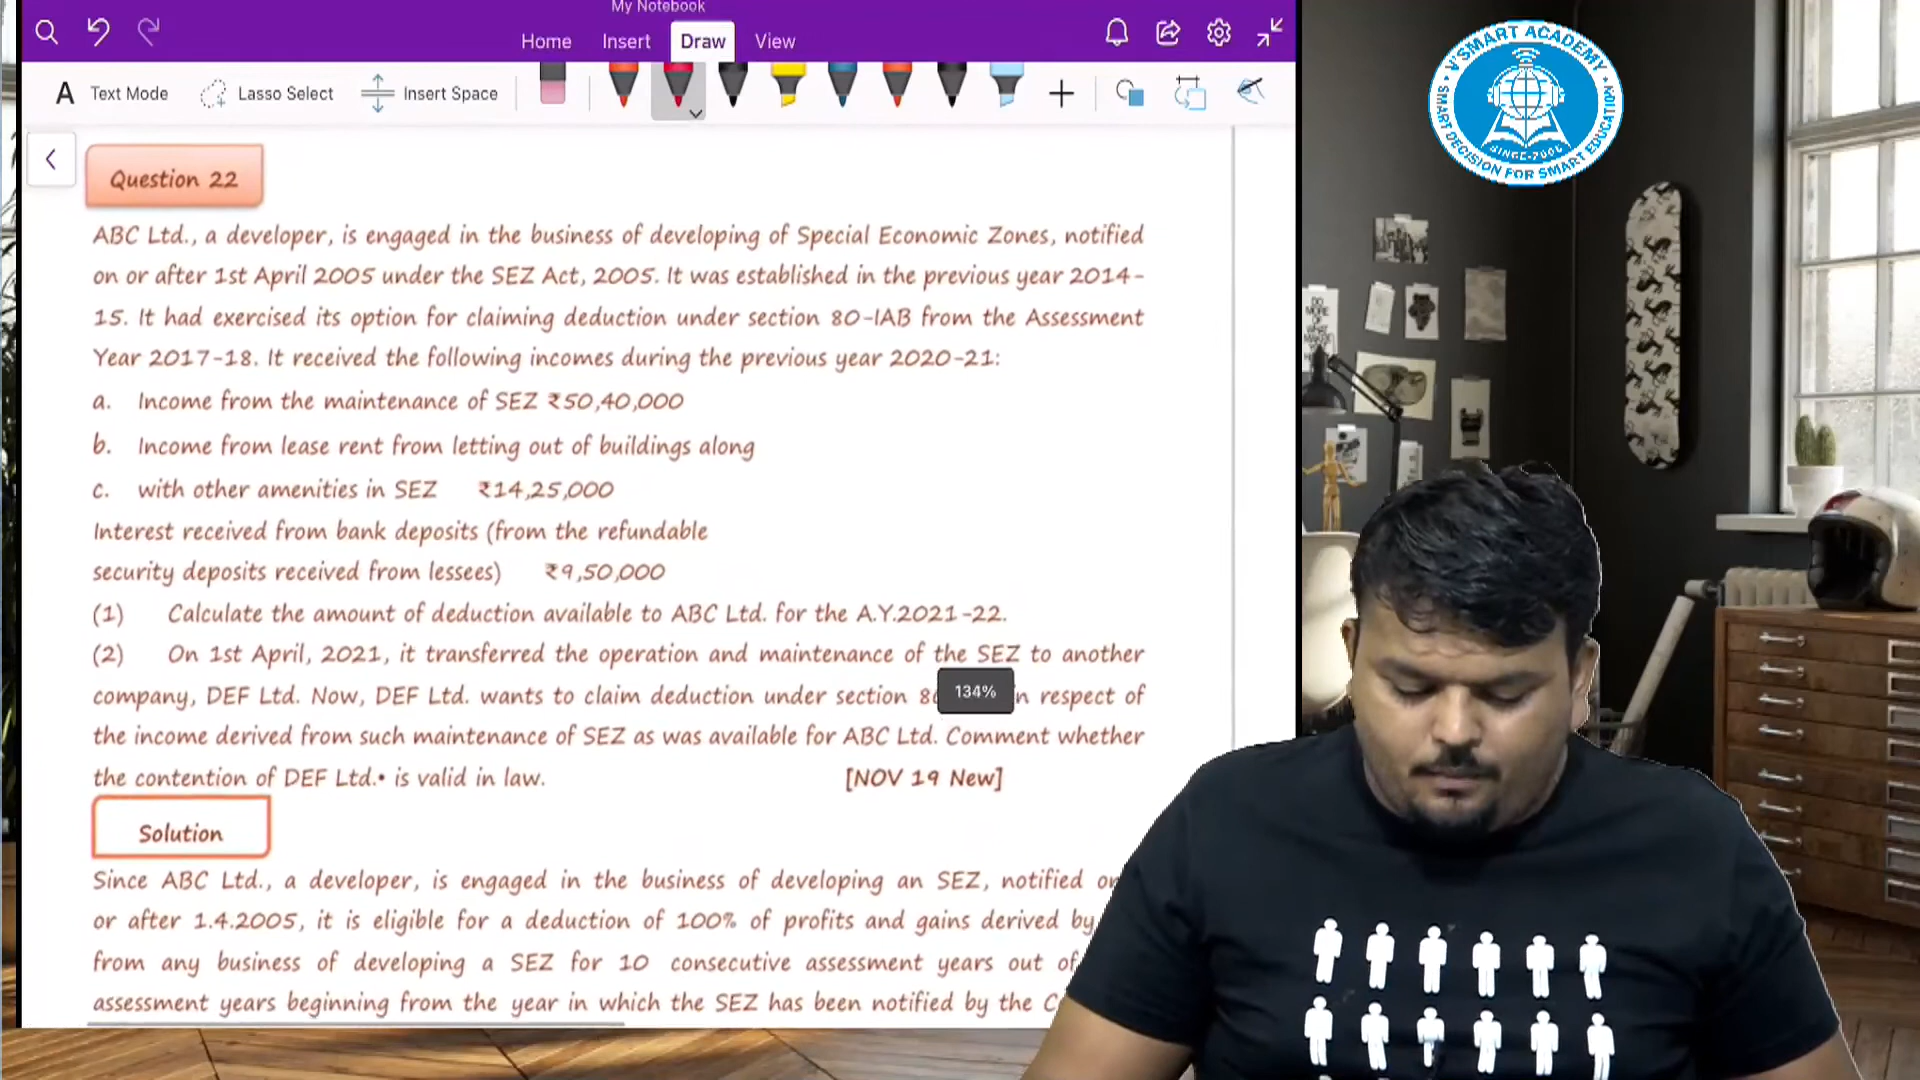 My Notebook
Home Insert Draw View
A Text Mode Lasso Select Insert Space
Question 22
ABC Ltd., a developer, is engaged in the business of developing of Special Economic Zones, notified
on or after 1st April 2005 under the SEZ Act, 2005. It was established in the previous year 2014-
15. It had exercised its option for claiming deduction under section 80-IAB from the Assessment
Year 2017-18. It received the following incomes during the previous year 2020-21:
a. Income from the maintenance of SEZ ₹50,40,000
b. Income from lease rent from letting out of buildings along
c. with other amenities in SEZ ₹14,25,000
Interest received from bank deposits (from the refundable
security deposits received from lessees) ₹9,50,000
(1) Calculate the amount of deduction available to ABC Ltd. for the A.Y.2021-22.
(2) On 1st April, 2021, it transferred the operation and maintenance of the SEZ to another
company, DEF Ltd. Now, DEF Ltd. wants to claim deduction under section respect of
134%
the income derived from such maintenance of SEZ as was available for ABC Ltd. Comment whether
the contention of DEF Ltd.• is valid in law. [NOV 19 New]
Solution
Since ABC Ltd., a developer, is engaged in the business of developing an SEZ, notified on
or after 1.4.2005, it is eligible for a deduction of 100% of profits and gains derived by
from any business of developing a SEZ for 10 consecutive assessment years out of
assessment years beginning from the year in which the SEZ has been notified by the
V'SMART ACADEMY
SINCE-2000
SMART DECISION FOR SMART EDUCATION
DO
MORE
OF
WHAT
MAKES